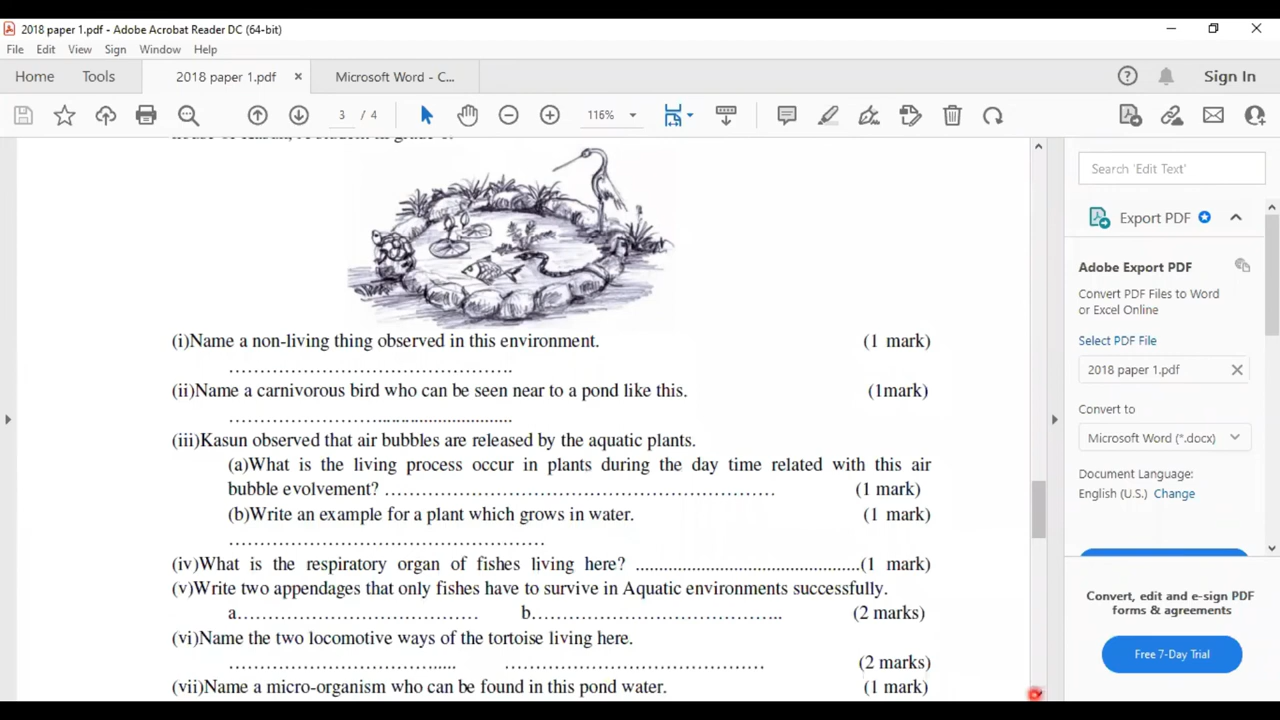 2018 paper 1.pdf - Adobe Acrobat Reader DC (64-bit)
File Edit View Sign Window Help
Home Tools 2018 paper 1.pdf × Microsoft Word - C... Sign In
3 / 4 116%
(i)Name a non-living thing observed in this environment. (1 mark)
……………………………………….
(ii)Name a carnivorous bird who can be seen near to a pond like this. (1mark)
……………………............................
(iii)Kasun observed that air bubbles are released by the aquatic plants.
(a)What is the living process occur in plants during the day time related with this air
bubble evolvement? ……………………………………………………… (1 mark)
(b)Write an example for a plant which grows in water. (1 mark)
……………………………………………
(iv)What is the respiratory organ of fishes living here? ...............................................(1 mark)
(v)Write two appendages that only fishes have to survive in Aquatic environments successfully.
a………………………………… b………………………………….. (2 marks)
(vi)Name the two locomotive ways of the tortoise living here.
…………………………..... …………………………………… (2 marks)
(vii)Name a micro-organism who can be found in this pond water. (1 mark)
Search 'Edit Text'
Export PDF
Adobe Export PDF
Convert PDF Files to Word
or Excel Online
Select PDF File
2018 paper 1.pdf ×
Convert to
Microsoft Word (*.docx)
Document Language:
English (U.S.) Change
Convert, edit and e-sign PDF
forms & agreements
Free 7-Day Trial